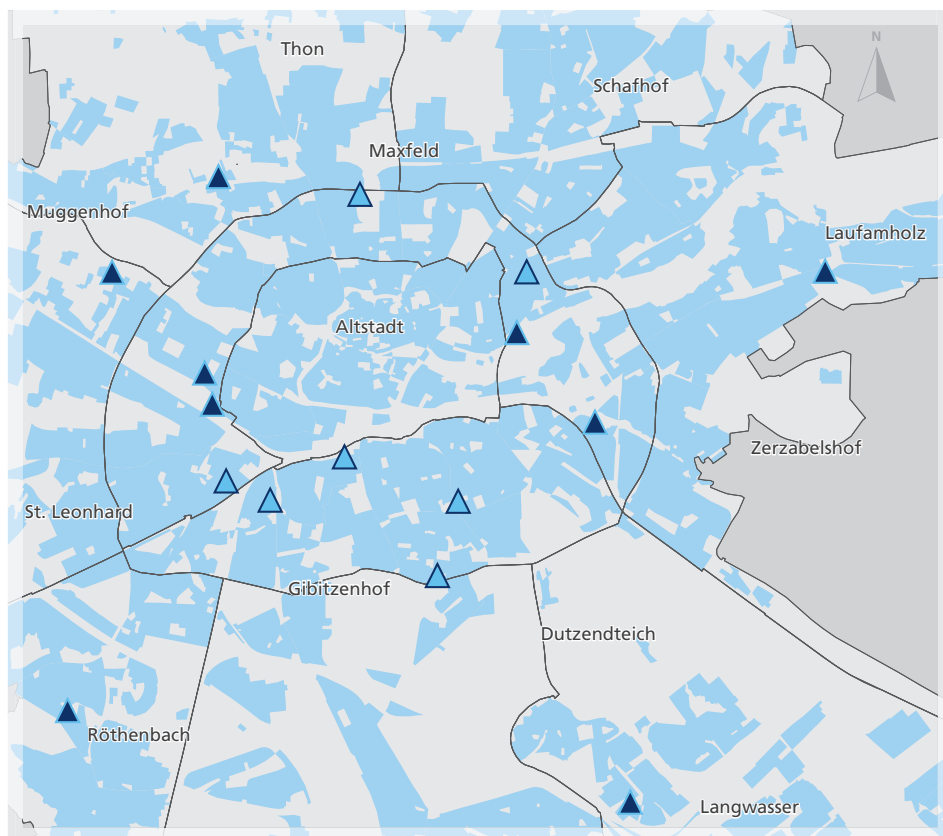 Thon
N
Schafhof
Maxfeld
Muggenhof
Laufamholz
Altstadt
Zerzabelshof
St. Leonhard
Gibitzenhof
Dutzendteich
Röthenbach
Langwasser